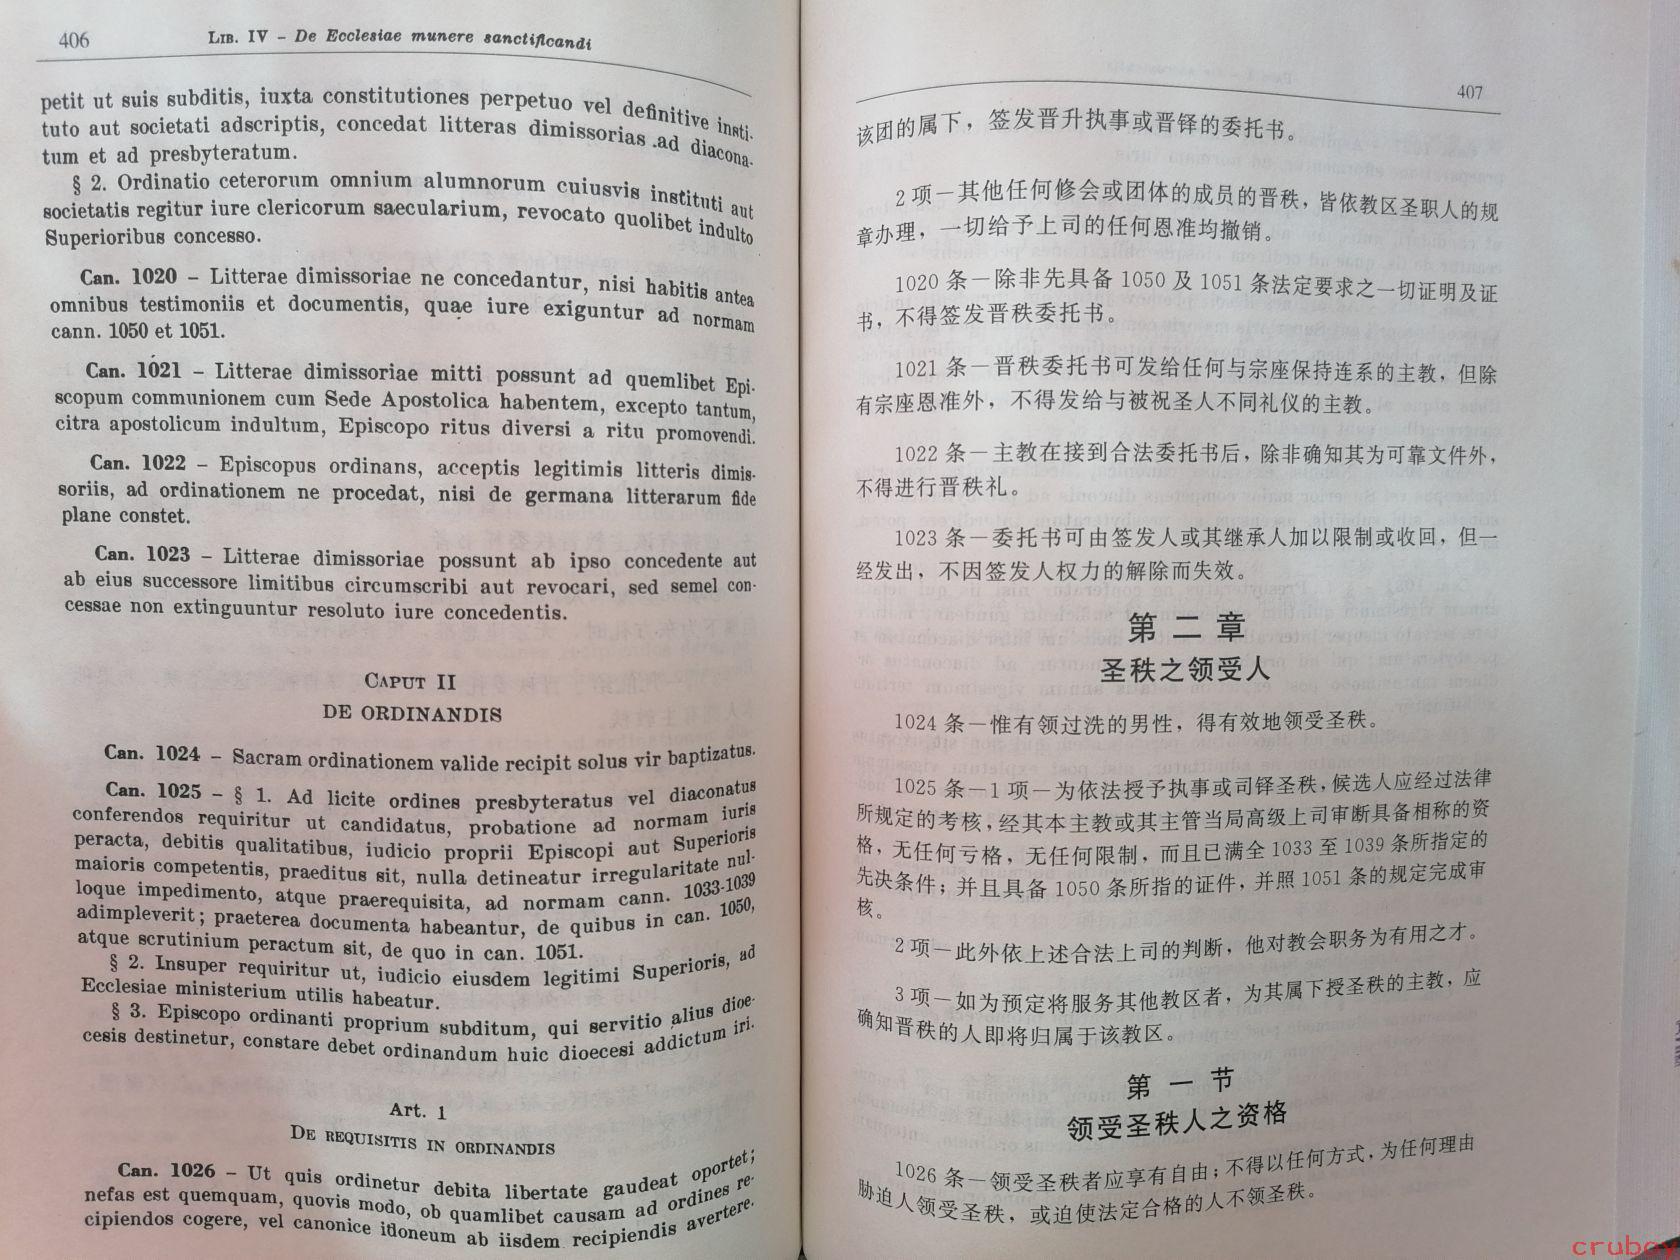 406
LIB. IV – De Ecclesiae munere sanctificandi
petit ut suis subditis, iuxta constitutiones perpetuo vel definitive insti-
tuto aut societati adscriptis, concedat litteras dimissorias ad diacona-
tum et ad presbyteratum.
§ 2. Ordinatio ceterorum omnium alumnorum cuiusvis instituti aut
societatis regitur iure clericorum saecularium, revocato quolibet indulto
Superioribus concesso.
Can. 1020 – Litterae dimissoriae ne concedantur, nisi habitis antea
omnibus testimoniis et documentis, quae iure exiguntur ad normam
cann. 1050 et 1051.
Can. 1021 – Litterae dimissoriae mitti possunt ad quemlibet Epi-
scopum communionem cum Sede Apostolica habentem, excepto tantum,
citra apostolicum indultum, Episcopo ritus diversi a ritu promovendi.
Can. 1022 – Episcopus ordinans, acceptis legitimis litteris dimis-
soriis, ad ordinationem ne procedat, nisi de germana litterarum fide
plane constet.
Can. 1023 – Litterae dimissoriae possunt ab ipso concedente aut
ab eius successore limitibus circumscribi aut revocari, sed semel con-
cessae non extinguuntur resoluto iure concedentis.
CAPUT II
DE ORDINANDIS
Can. 1024 – Sacram ordinationem valide recipit solus vir baptizatus.
Can. 1025 – § 1. Ad licite ordines presbyteratus vel diaconatus
conferendos requiritur ut candidatus, probatione ad normam iuris
peracta, debitis qualitatibus, iudicio proprii Episcopi aut Superioris
maioris competentis, praeditus sit, nulla detineatur irregularitate nul-
loque impedimento, atque praerequisita, ad normam cann. 1033-1039
adimpleverit; praeterea documenta habeantur, de quibus in can. 1050,
atque scrutinium peractum sit, de quo in can. 1051.
§ 2. Insuper requiritur ut, iudicio eiusdem legitimi Superioris, ad
Ecclesiae ministerium utilis habeatur.
§ 3. Episcopo ordinanti proprium subditum, qui servitio alius dioe-
cesis destinetur, constare debet ordinandum huic dioecesi addictum iri.
Art. 1
DE REQUISITIS IN ORDINANDIS
Can. 1026 – Ut quis ordinetur debita libertate gaudeat oportet;
nefas est quemquam, quovis modo, ob quamlibet causam ad ordines re-
cipiendos cogere, vel canonice idoneum ab iisdem recipiendis avertere.
407
该团的属下，签发晋升执事或晋铎的委托书。
2 项－其他任何修会或团体的成员的晋秩，皆依教区圣职人的规
章办理，一切给予上司的任何恩准均撤销。
1020 条－除非先具备 1050 及 1051 条法定要求之一切证明及证
书，不得签发晋秩委托书。
1021 条－晋秩委托书可发给任何与宗座保持连系的主教，但除
有宗座恩准外，不得发给与被祝圣人不同礼仪的主教。
1022 条－主教在接到合法委托书后，除非确知其为可靠文件外，
不得进行晋秩礼。
1023 条－委托书可由签发人或其继承人加以限制或收回，但一
经发出，不因签发人权力的解除而失效。
第 二 章
圣秩之领受人
1024 条－惟有领过洗的男性，得有效地领受圣秩。
1025 条－1 项－为依法授予执事或司铎圣秩，候选人应经过法律
所规定的考核，经其本主教或其主管当局高级上司审断具备相称的资
格，无任何亏格，无任何限制，而且已满全 1033 至 1039 条所指定的
先决条件；并且具备 1050 条所指的证件，并照 1051 条的规定完成审
核。
2 项－此外依上述合法上司的判断，他对教会职务为有用之才。
3 项－如为预定将服务其他教区者，为其属下授圣秩的主教，应
确知晋秩的人即将归属于该教区。
第 一 节
领受圣秩人之资格
1026 条－领受圣秩者应享有自由；不得以任何方式，为任何理由
胁迫人领受圣秩，或迫使法定合格的人不领圣秩。